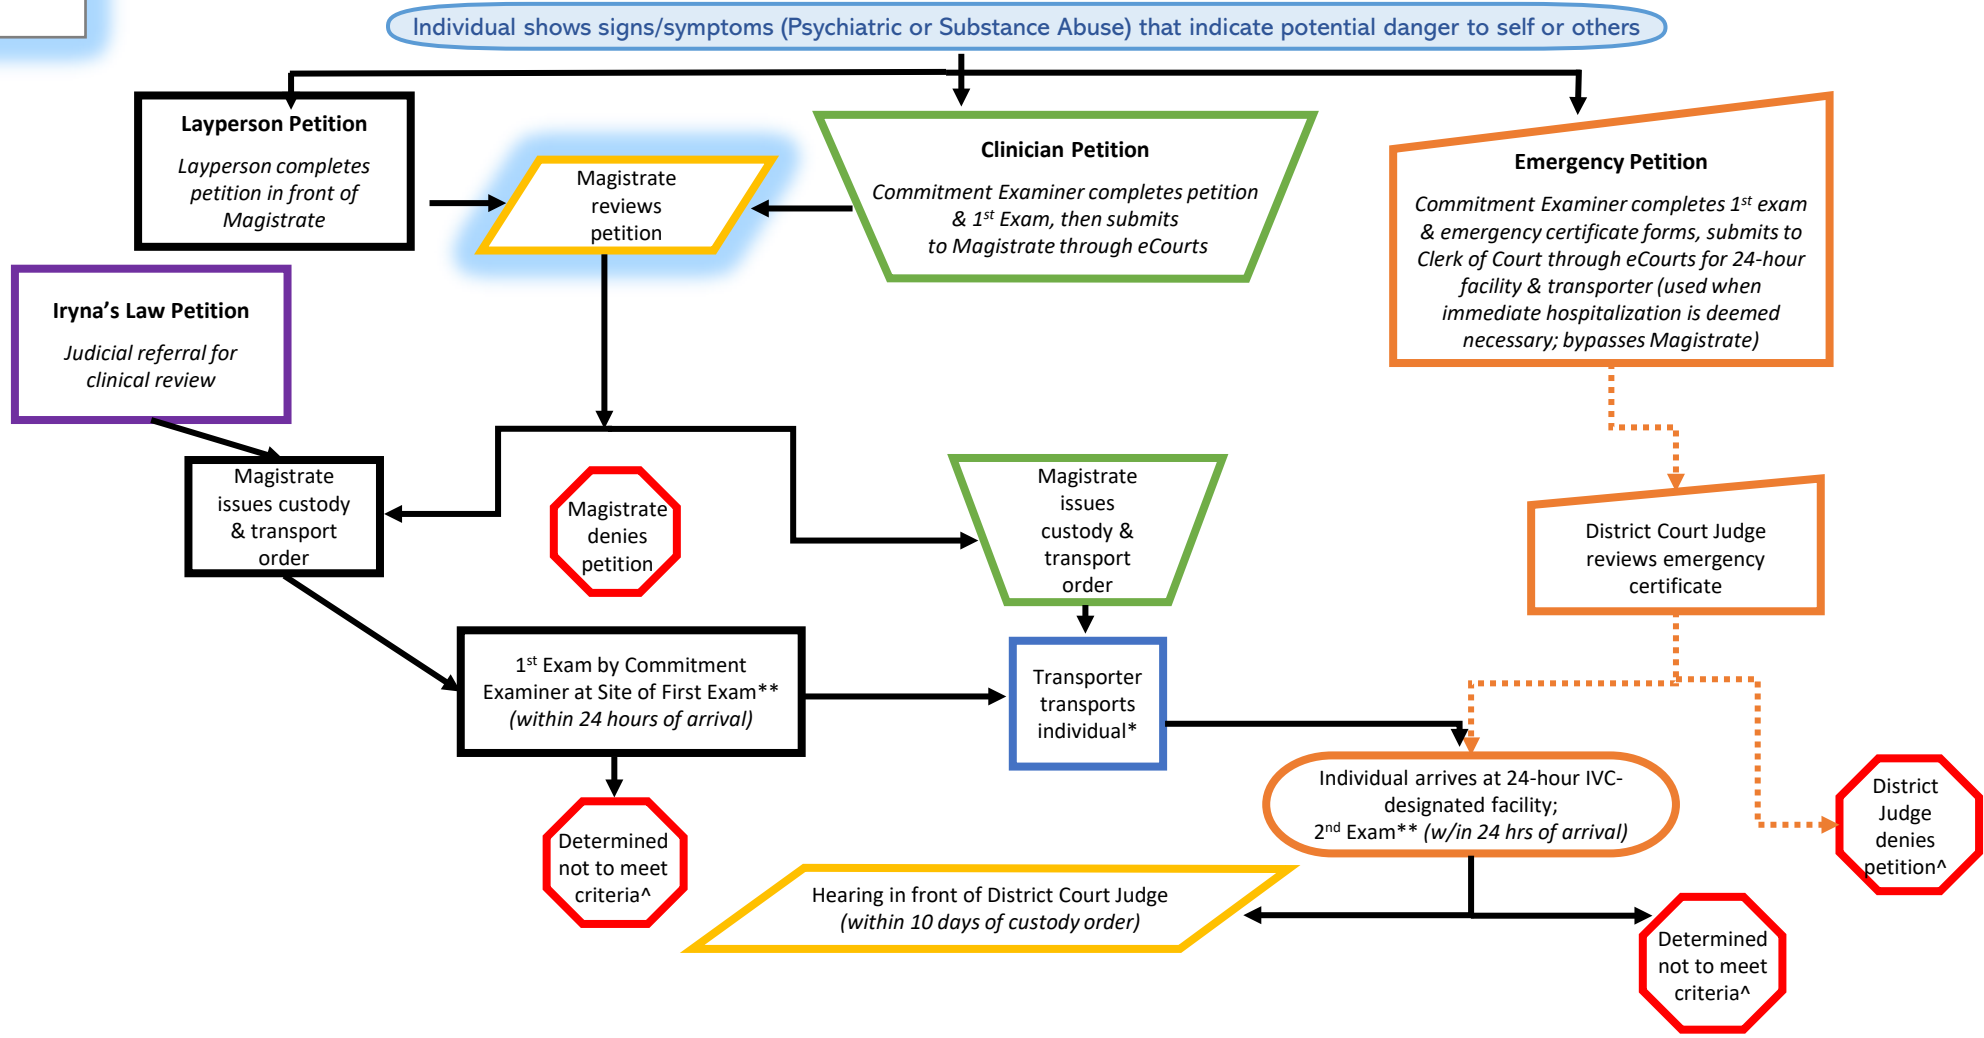 Individual shows signs/symptoms (Psychiatric or Substance Abuse) that indicate potential danger to self or others
Layperson Petition
Layperson completes
petition in front of
Magistrate
Magistrate
reviews
petition
Clinician Petition
Commitment Examiner completes petition
& 1st Exam, then submits
to Magistrate through eCourts
Emergency Petition
Commitment Examiner completes 1st exam
& emergency certificate forms, submits to
Clerk of Court through eCourts for 24-hour
facility & transporter (used when
immediate hospitalization is deemed
necessary; bypasses Magistrate)
Iryna’s Law Petition
Judicial referral for
clinical review
Magistrate
issues custody
& transport
order
Magistrate
denies
petition
Magistrate
issues
custody &
transport
order
District Court Judge
reviews emergency
certificate
1st Exam by Commitment
Examiner at Site of First Exam**
(within 24 hours of arrival)
Transporter
transports
individual*
Individual arrives at 24-hour IVC-
designated facility;
2nd Exam** (w/in 24 hrs of arrival)
District
Judge
denies
petition^
Determined
not to meet
criteria^
Hearing in front of District Court Judge
(within 10 days of custody order)
Determined
not to meet
criteria^